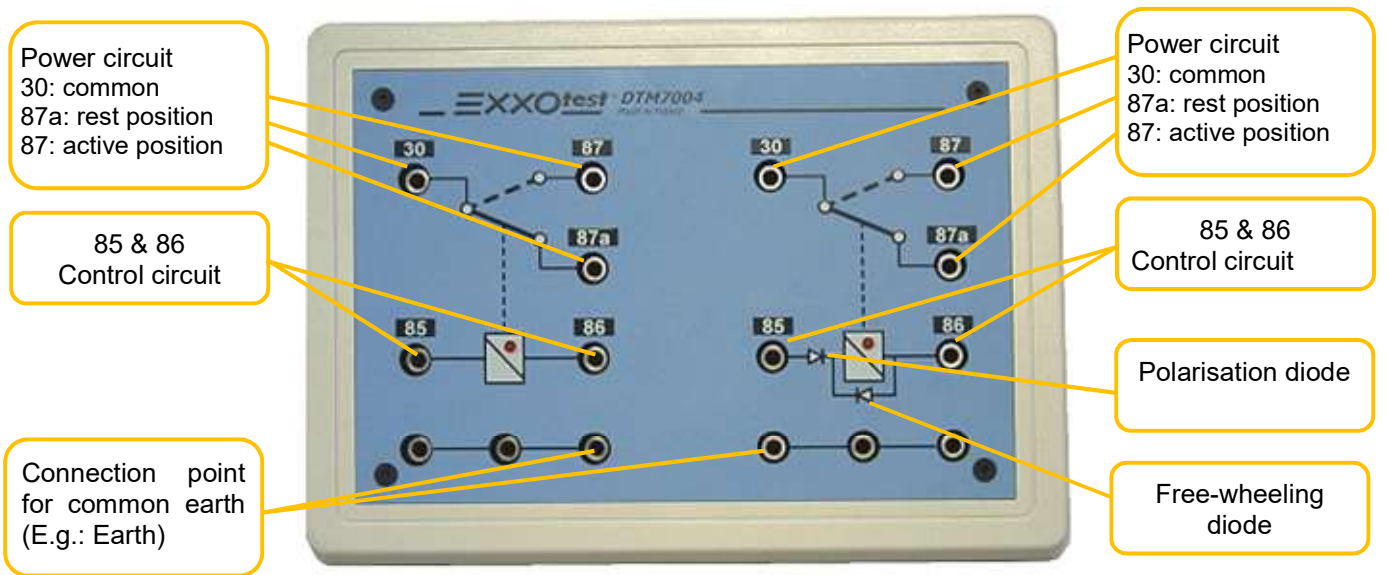 Power circuit
30: common
87a: rest position
87: active position
85 & 86
Control circuit
Connection point
for common earth
(E.g.: Earth)
EXXOtest DTM7004
30
87
87a
85
86
30
87
87a
85
86
Power circuit
30: common
87a: rest position
87: active position
85 & 86
Control circuit
Polarisation diode
Free-wheeling
diode